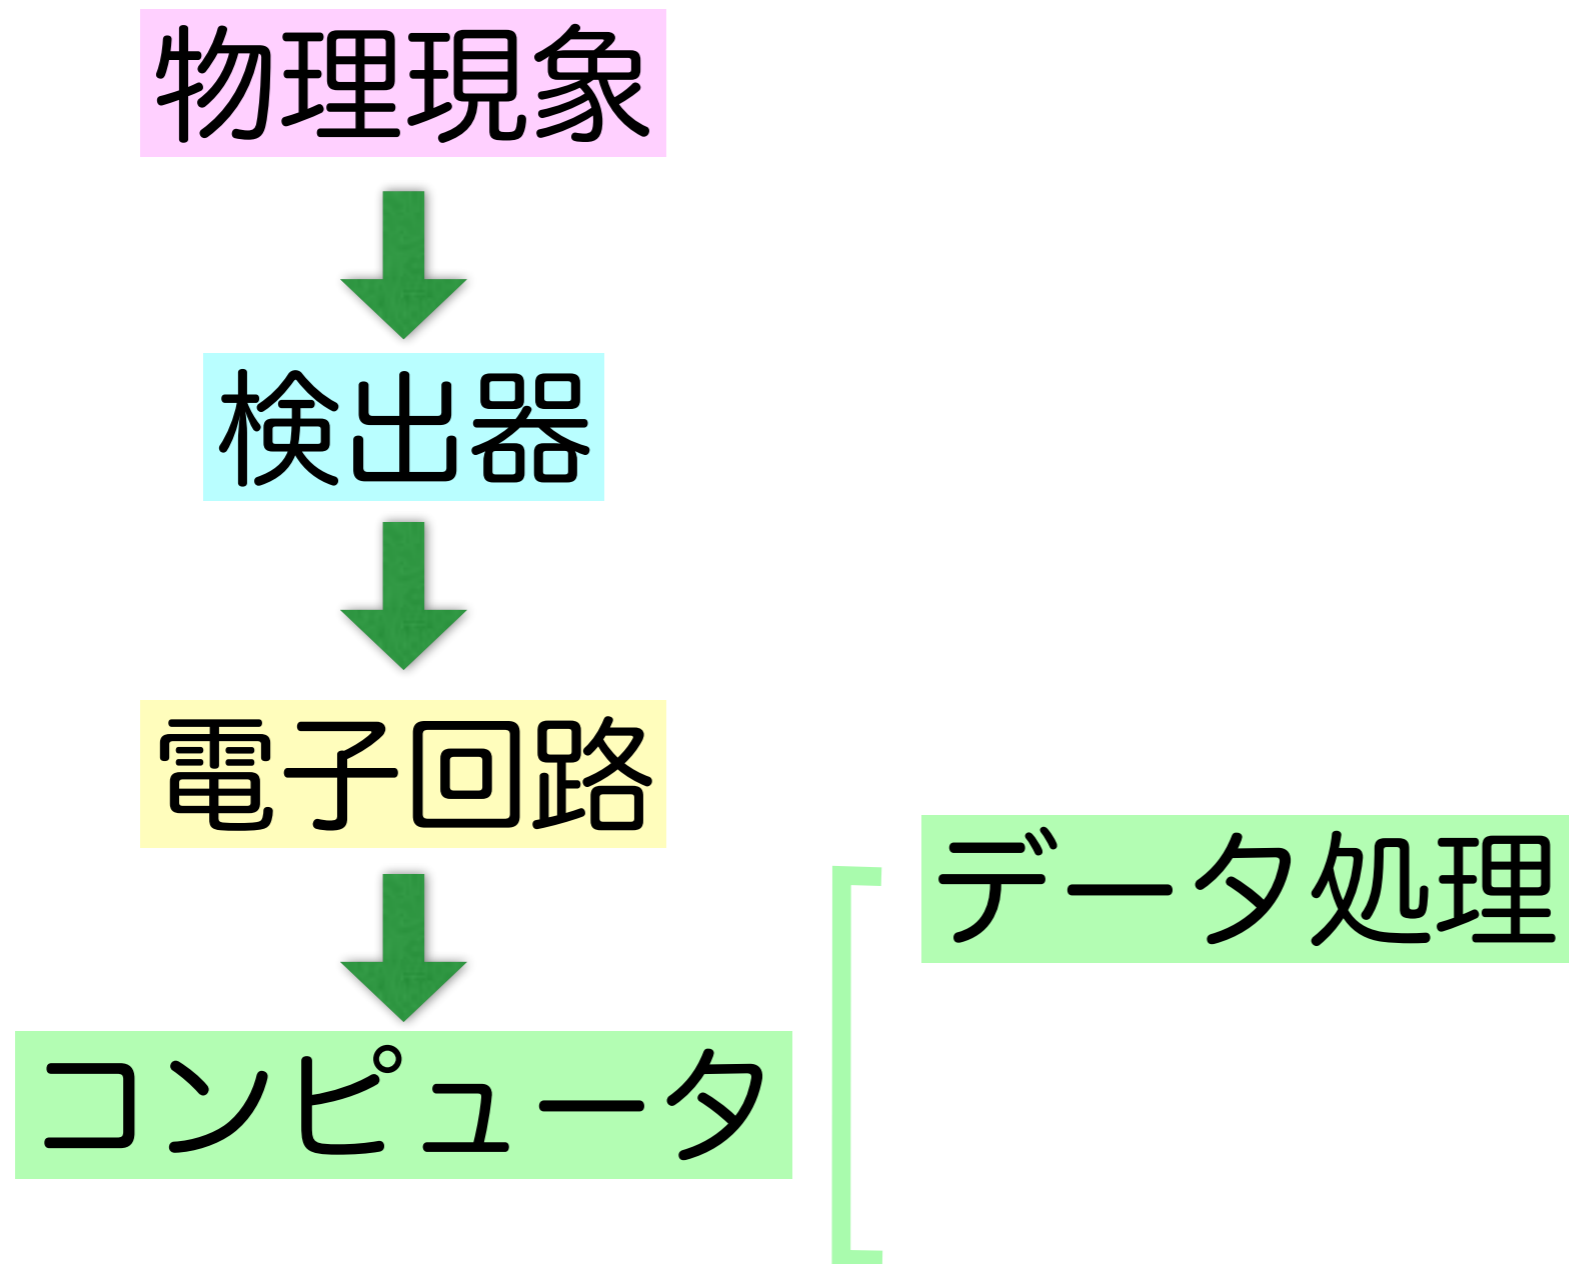 物理現象
検出器
電子回路
データ処理
コンピュータ